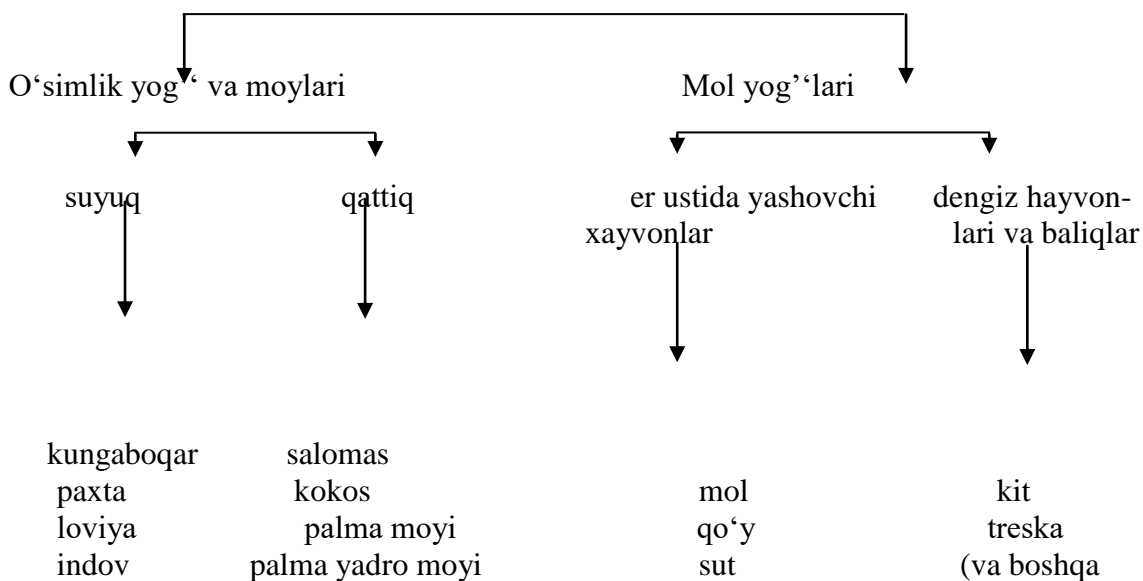 O‘simlik yog’‘ va moylari Mol yog’‘lari
suyuq qattiq er ustida yashovchi dengiz hayvon-
xayvonlar lari va baliqlar
kungaboqar salomas
paxta kokos mol kit
loviya palma moyi qo‘y treska
indov palma yadro moyi sut (va boshqa